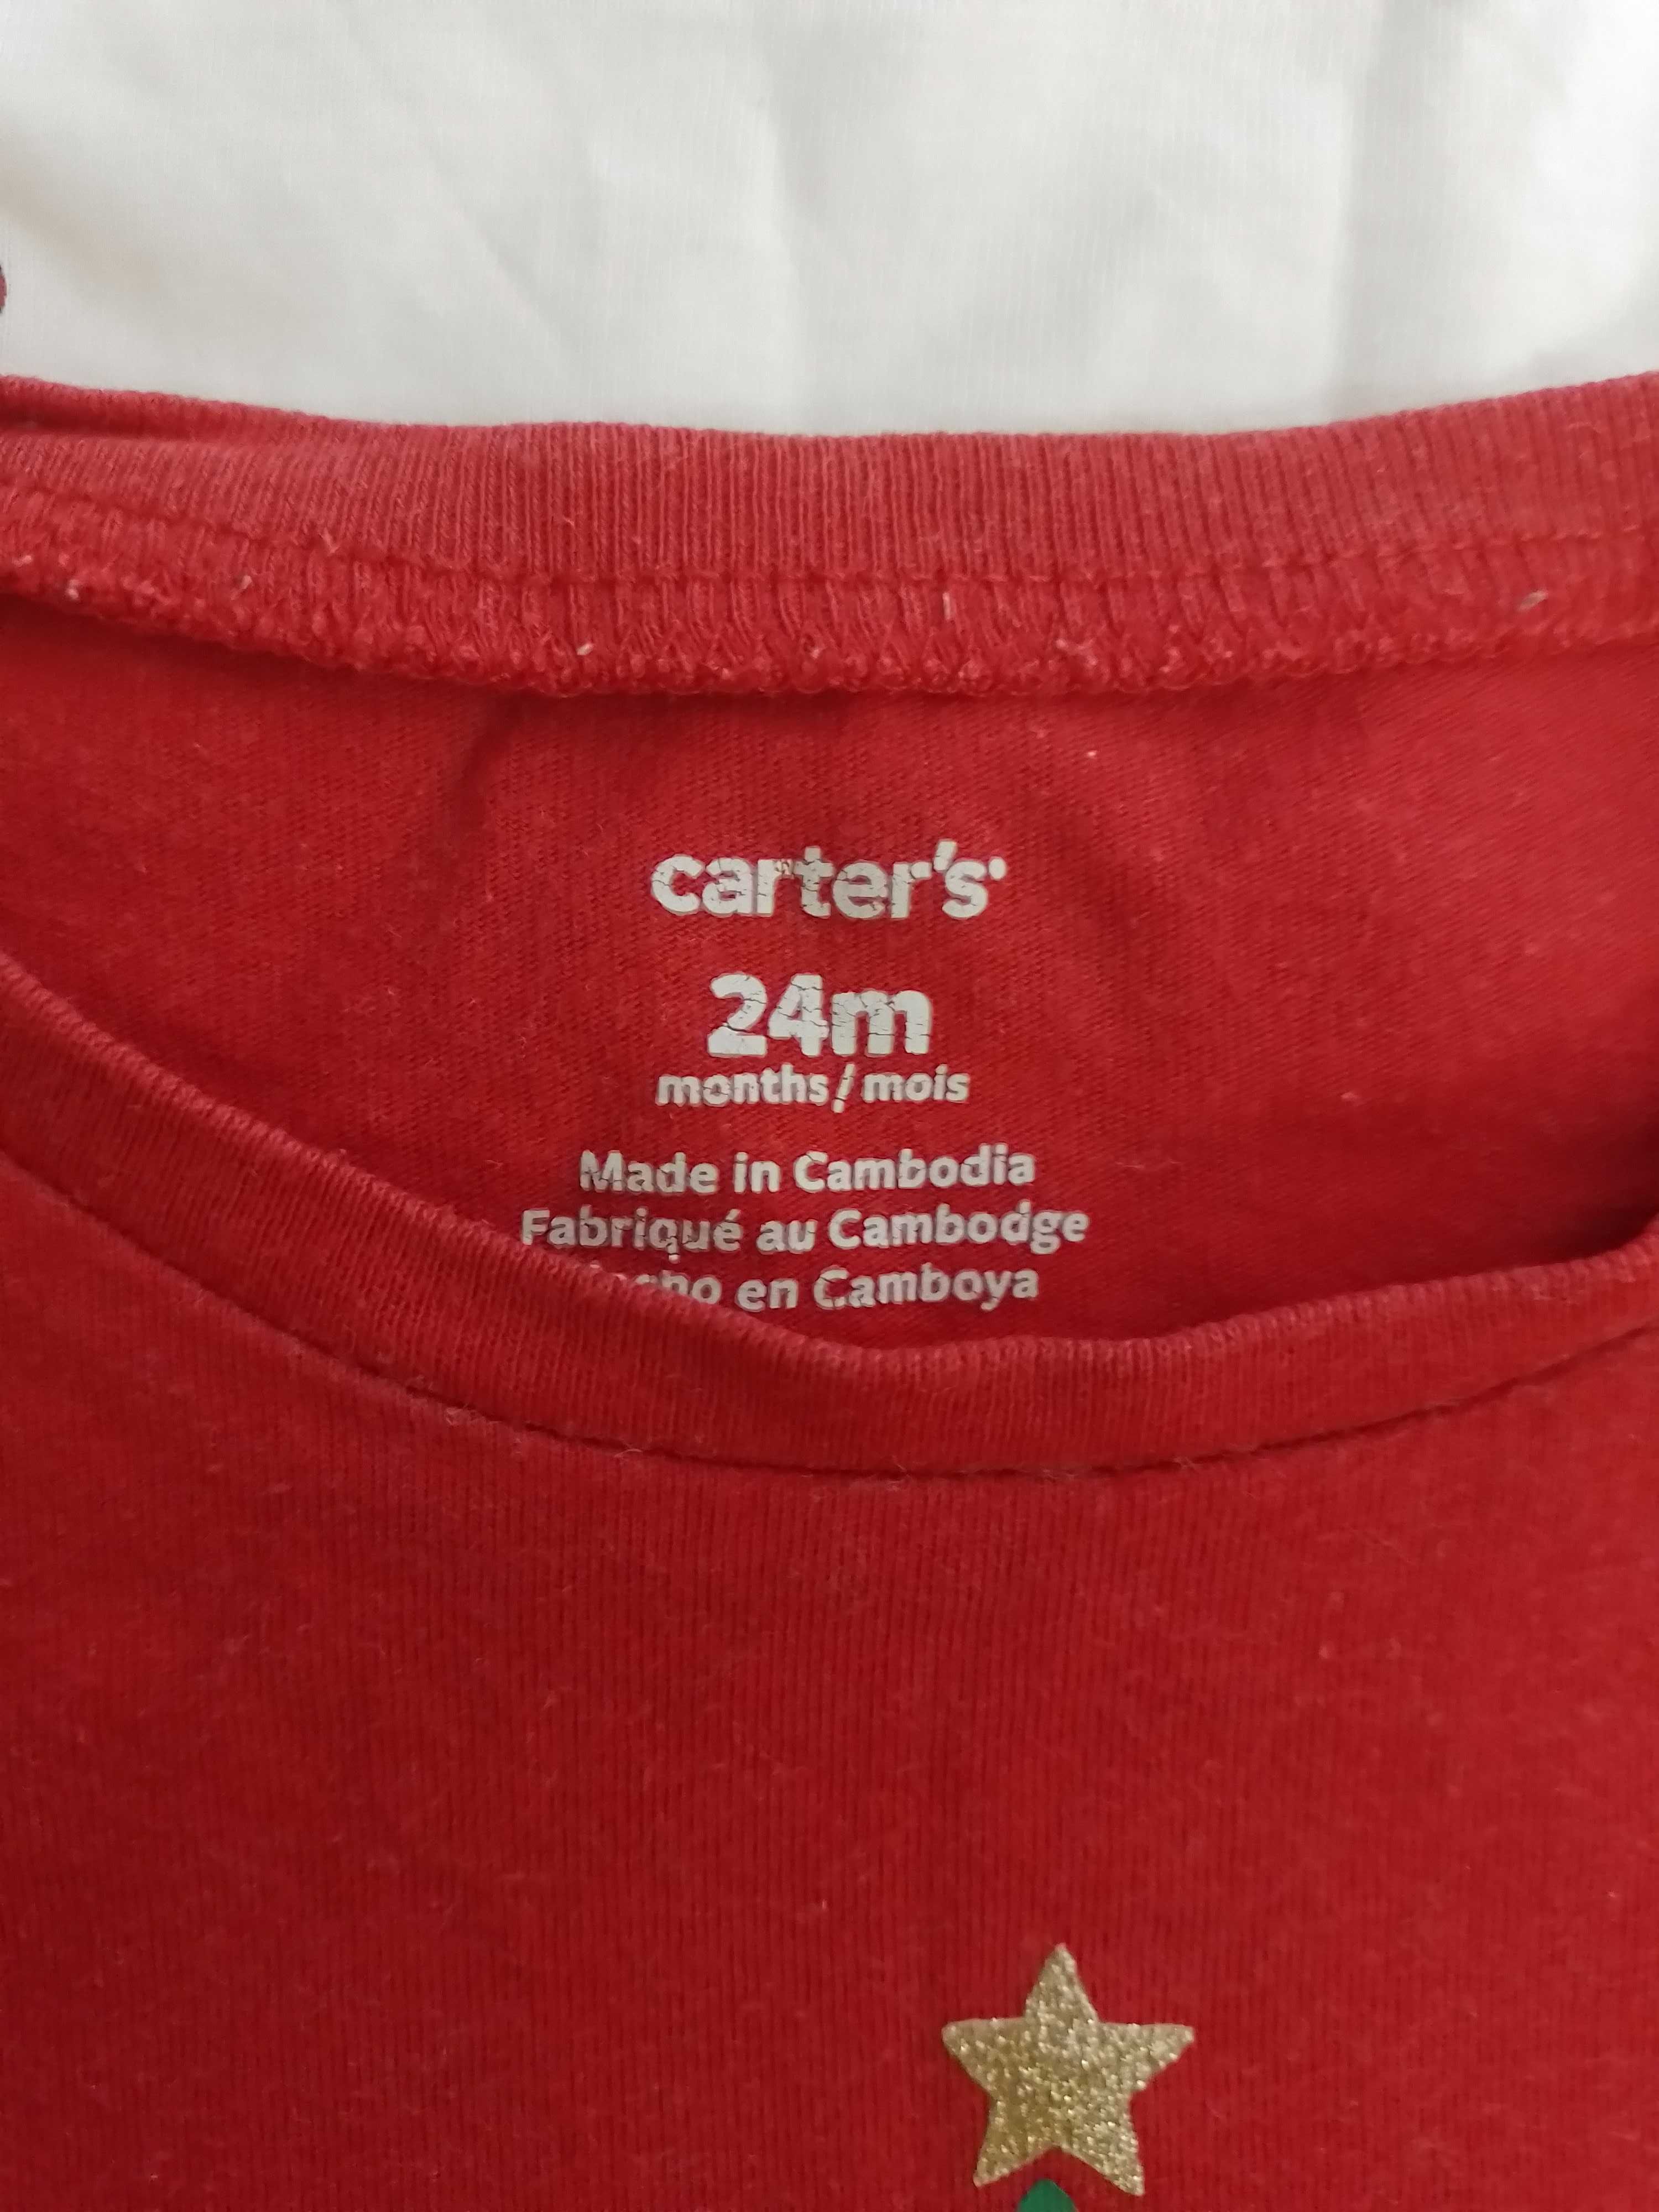 carter's
24m
months/mois
Made in Cambodia
Fabriqué au Cambodge
en Camboya